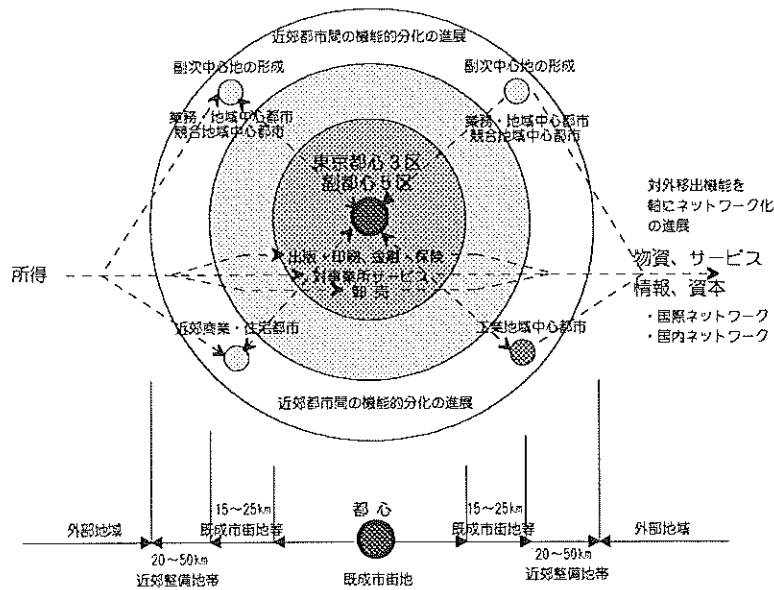 近郊都市間の機能的分化の進展
副次中心地の形成
副次中心地の形成
業務・地域中心都市
競合地域中心都市
業務・地域中心都市
競合地域中心都市
東京都心3区
副都心5区
対外移出機能を
軸にネットワーク化
の進展
出版・印刷、金融、保険
対事業所サービス
卸売
所得
物資、サービス
情報、資本
・国際ネットワーク
・国内ネットワーク
近郊商業・住宅都市
工業地域中心都市
近郊都市間の機能的分化の進展
15〜25km
都心
15〜25km
外部地域
既成市街地等
既成市街地等
外部地域
20〜50km
近郊整備地帯
既成市街地
20〜50km
近郊整備地帯